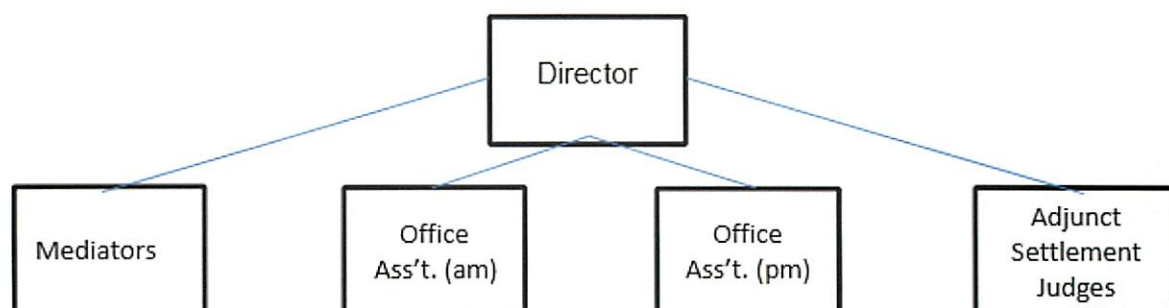 Director
Mediators
Office
Ass’t. (am)
Office
Ass’t. (pm)
Adjunct
Settlement
Judges